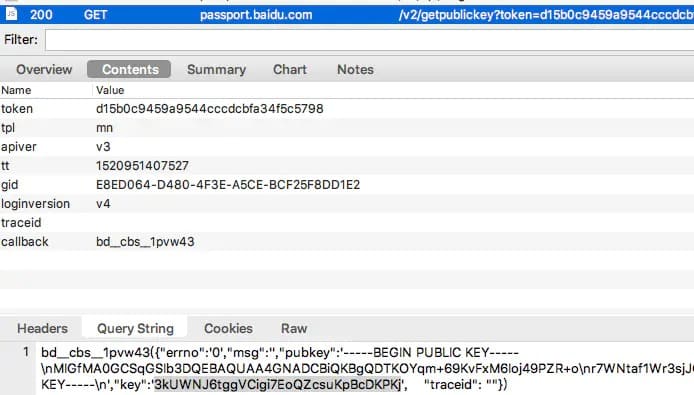 200 GET passport.baidu.com /v2/getpublickey?token=d15b0c9459a9544cccdcb
Filter:
Overview Contents Summary Chart Notes
Name Value
token d15b0c9459a9544cccdcbfa34f5c5798
tpl mn
apiver v3
tt 1520951407527
gid E8ED064-D480-4F3E-A5CE-BCF25F8DD1E2
loginversion v4
traceid
callback bd__cbs__1pvw43
Headers Query String Cookies Raw
1 bd__cbs__1pvw43({"errno":'0',"msg":'',"pubkey":'-----BEGIN PUBLIC KEY-----
\nMIGfMA0GCSqGSIb3DQEBAQUAA4GNADCBiQKBgQDTKOYqm+69KvFxM6loj49PZR+o\nr7WNtaf1Wr3sjJ
KEY-----\n',"key":'3kUWNJ6tggVCigi7EoQZcsuKpBcDKPKj', "traceid": ""})